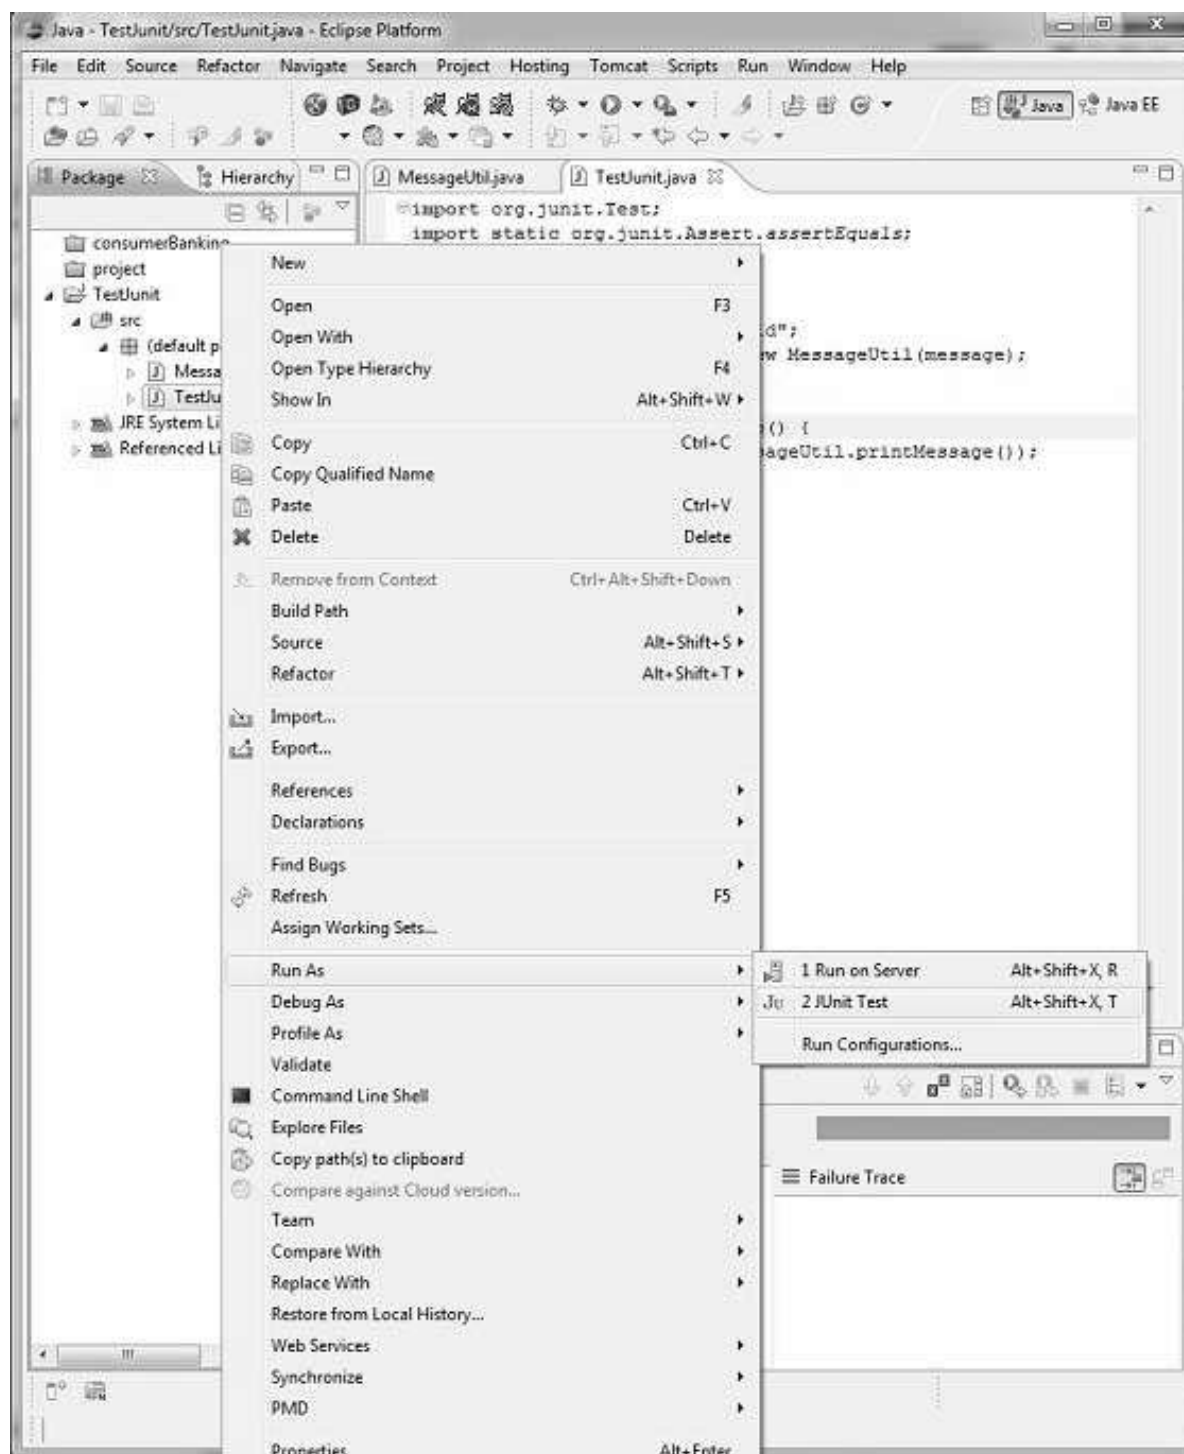 Java - TestJunit/src/TestJunit.java - Eclipse Platform
File Edit Source Refactor Navigate Search Project Hosting Tomcat Scripts Run Window Help
Java Java EE
Package Hierarchy MessageUtil.java TestJunit.java
import org.junit.Test;
import static org.junit.Assert.assertEquals;
consumerBanking
project
TestJunit
src
(default p
Messa
TestJu
JRE System Li
Referenced Li
New
Open F3
Open With
Open Type Hierarchy F4
Show In Alt+Shift+W
Copy Ctrl+C
Copy Qualified Name
Paste Ctrl+V
Delete Delete
Remove from Context Ctrl+Alt+Shift+Down
Build Path
Source Alt+Shift+S
Refactor Alt+Shift+T
Import...
Export...
References
Declarations
Find Bugs
Refresh F5
Assign Working Sets...
Run As
Debug As
Profile As
Validate
Command Line Shell
Explore Files
Copy path(s) to clipboard
Compare against Cloud version...
Team
Compare With
Replace With
Restore from Local History...
Web Services
Synchronize
PMD
Properties Alt+Enter
d";
w MessageUtil(message);
() {
ageUtil.printMessage());
1 Run on Server Alt+Shift+X, R
Ju 2 JUnit Test Alt+Shift+X, T
Run Configurations...
Failure Trace